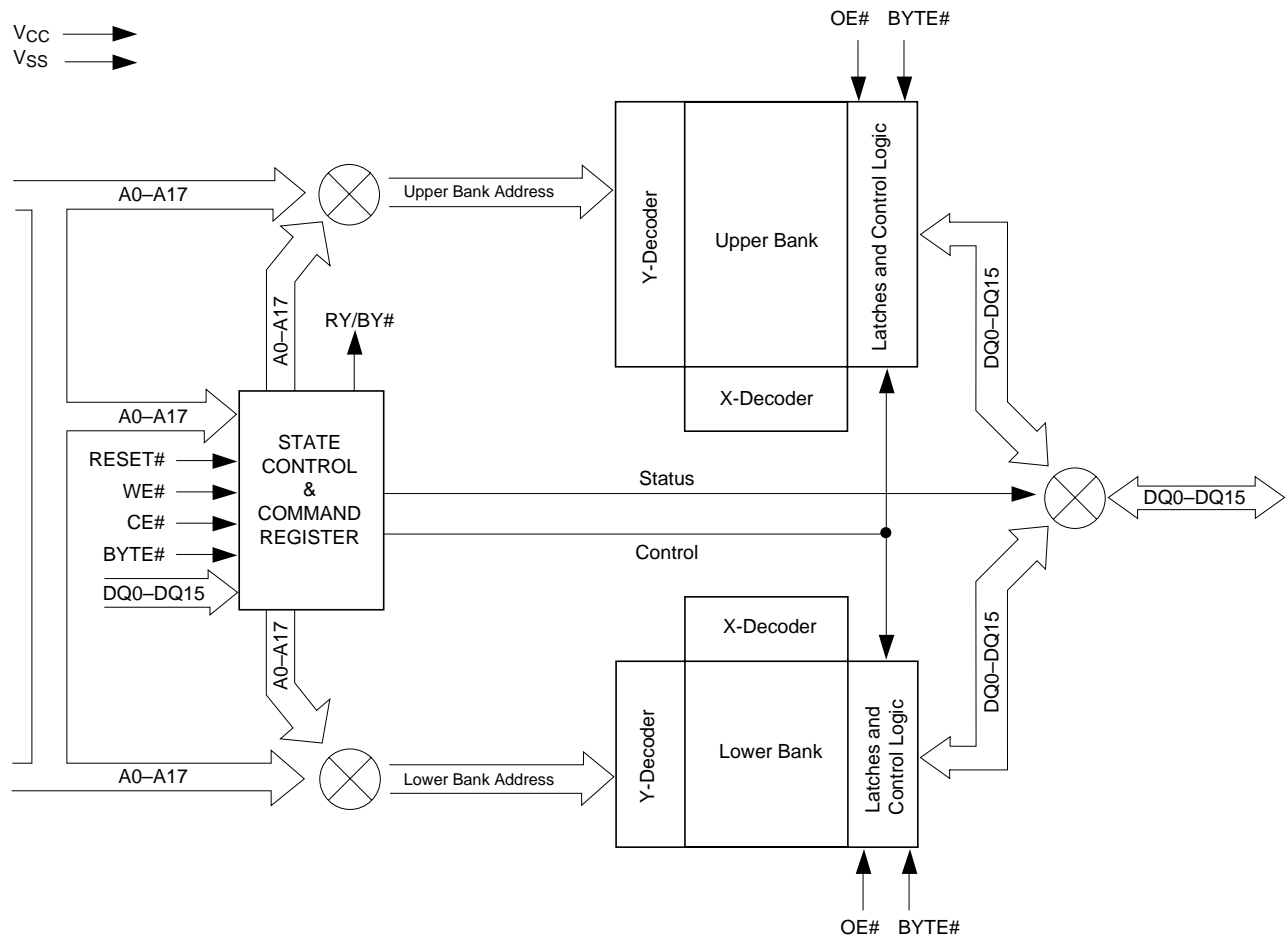 OE# BYTE#
VCC
VSS
A0–A17
Upper Bank Address
Y-Decoder
Upper Bank
Latches and Control Logic
DQ0–DQ15
A0–A17
RY/BY#
X-Decoder
A0–A17
RESET#
WE#
CE#
BYTE#
DQ0–DQ15
STATE
CONTROL
&
COMMAND
REGISTER
Status
Control
DQ0–DQ15
A0–A17
X-Decoder
Y-Decoder
Lower Bank
Latches and
Control Logic
DQ0–DQ15
A0–A17
Lower Bank Address
OE# BYTE#